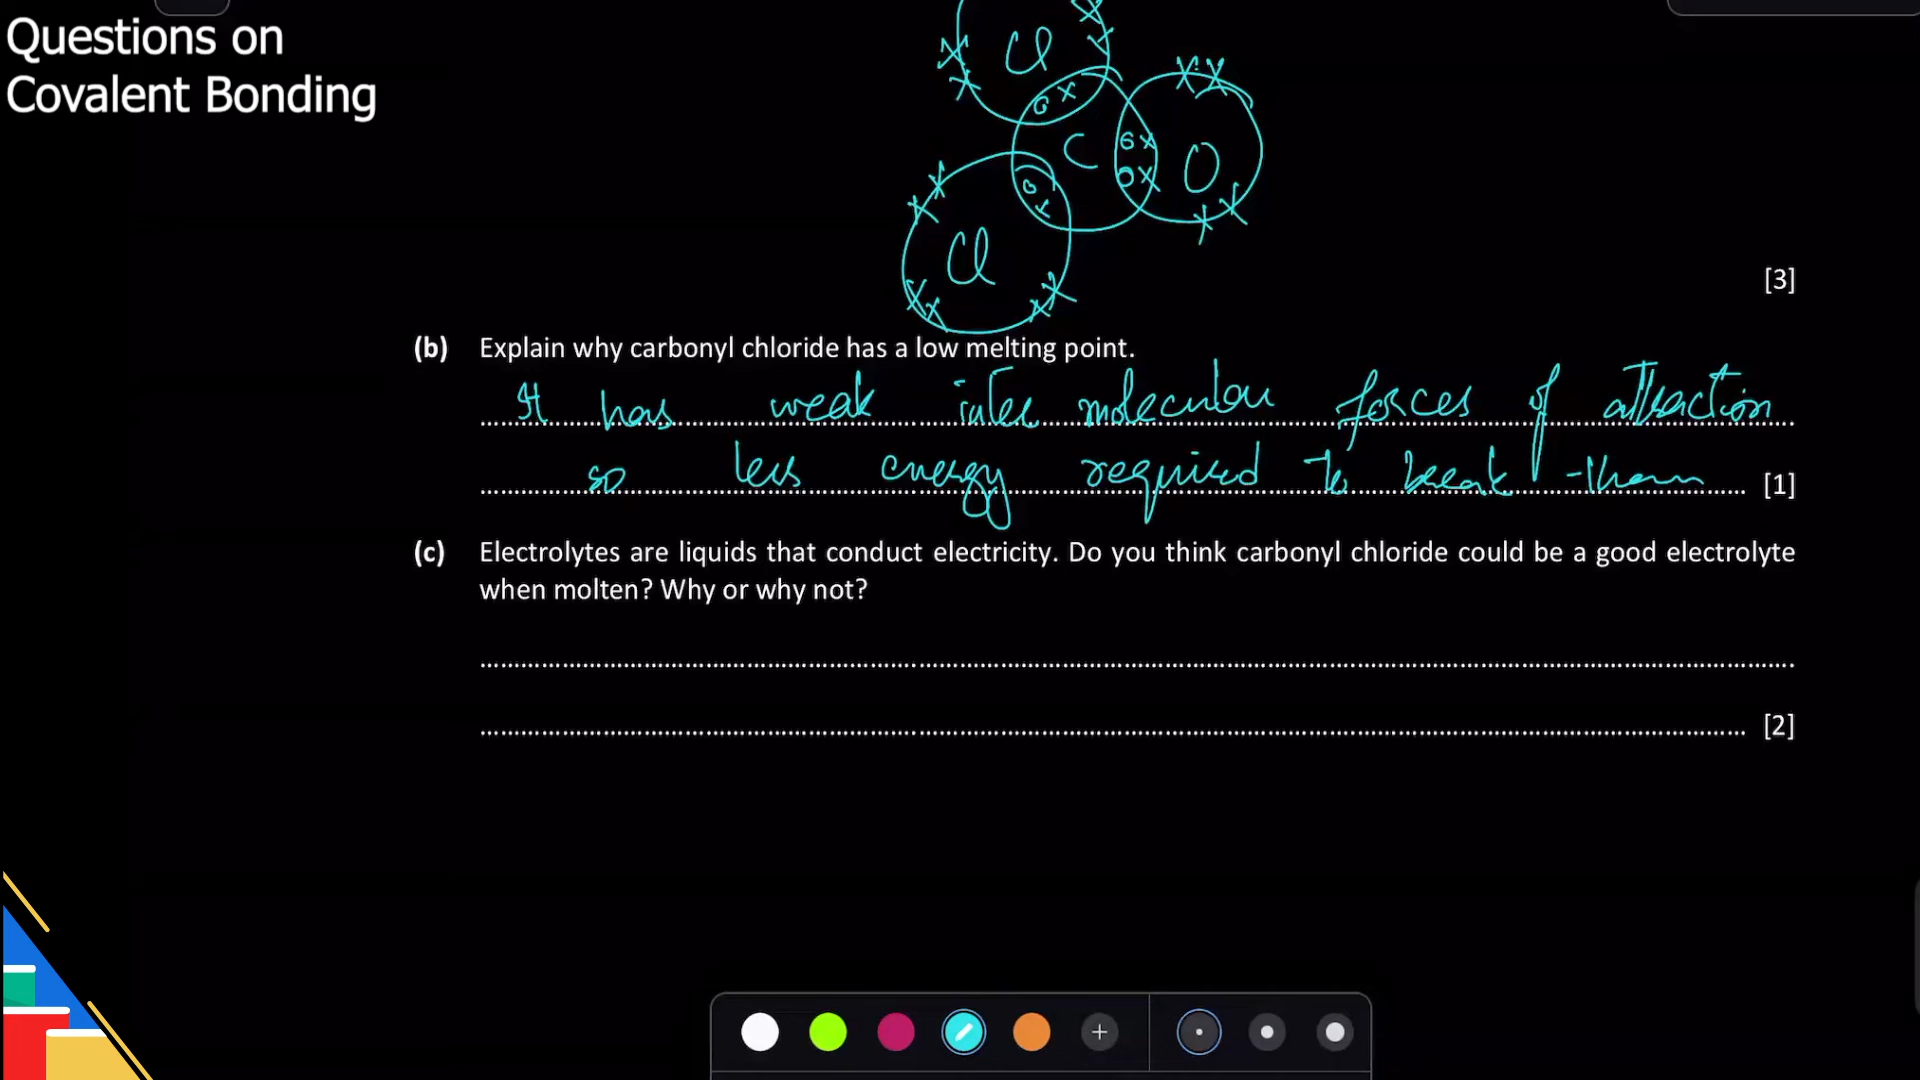 Questions on
Covalent Bonding
Cl
C
O
Cl
[3]
(b) Explain why carbonyl chloride has a low melting point.
It has weak inter molecular forces of attraction
so less energy required to break them [1]
(c) Electrolytes are liquids that conduct electricity. Do you think carbonyl chloride could be a good electrolyte
when molten? Why or why not?
[2]